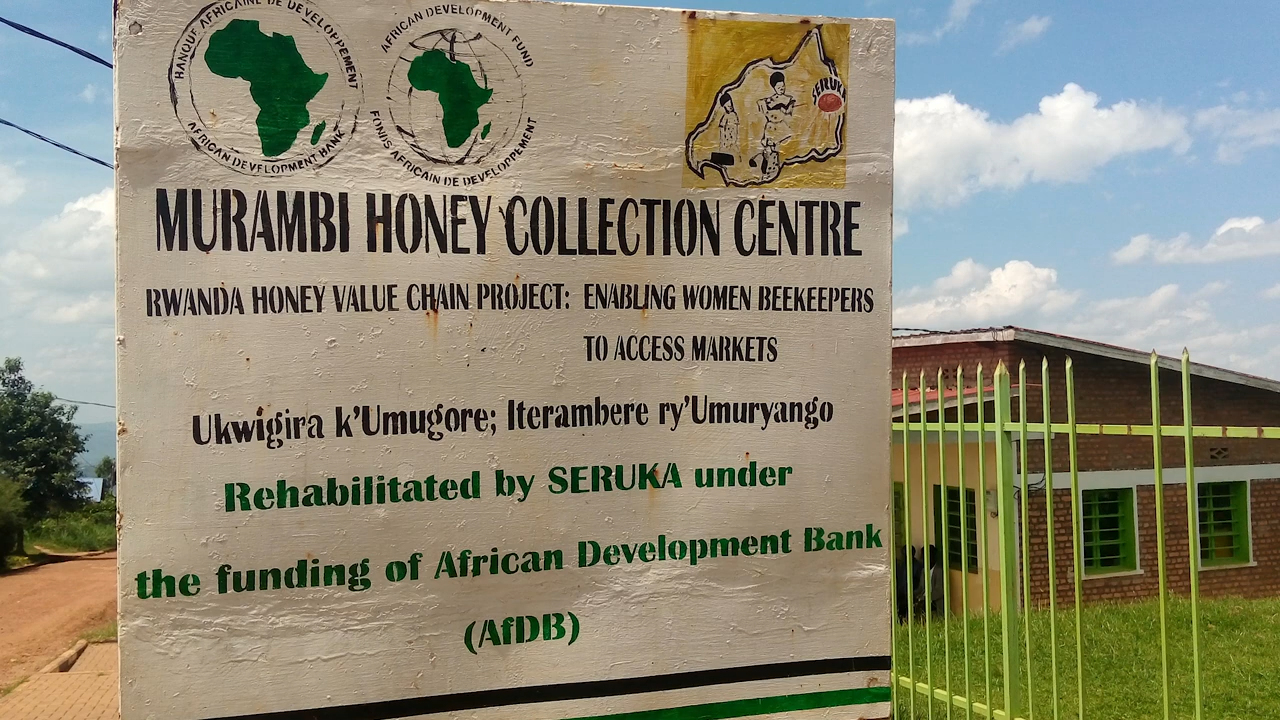 BANQUE AFRICAINE DE DEVELOPPEMENT
AFRICAN DEVELOPMENT BANK
AFRICAN DEVELOPMENT FUND
FONDS AFRICAIN DE DEVELOPPEMENT
SERUKA
MURAMBI HONEY COLLECTION CENTRE
RWANDA HONEY VALUE CHAIN PROJECT: ENABLING WOMEN BEEKEEPERS
TO ACCESS MARKETS
Ukwigira k'Umugore; Iterambere ry'Umuryango
Rehabilitated by SERUKA under
the funding of African Development Bank
(AfDB)